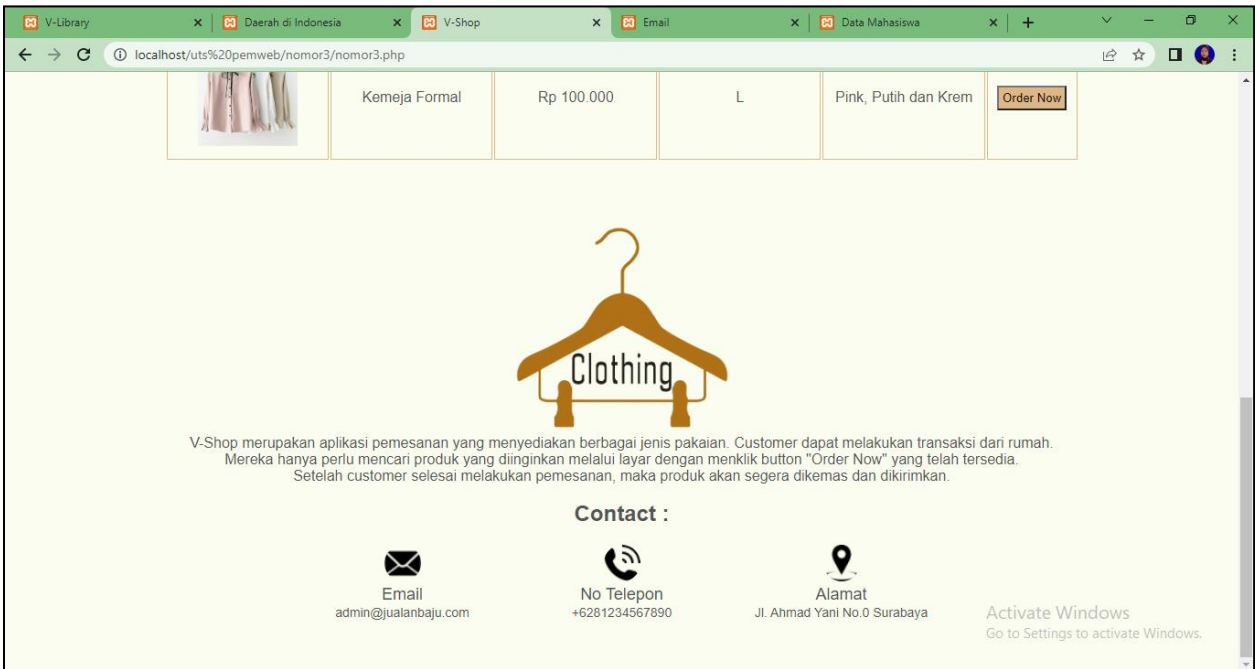 V-Library
Daerah di Indonesia
V-Shop
Email
Data Mahasiswa
localhost/uts%20pemweb/nomor3/nomor3.php
Kemeja Formal
Rp 100.000
L
Pink, Putih dan Krem
Order Now
Clothing
V-Shop merupakan aplikasi pemesanan yang menyediakan berbagai jenis pakaian. Customer dapat melakukan transaksi dari rumah.
Mereka hanya perlu mencari produk yang diinginkan melalui layar dengan menklik button "Order Now" yang telah tersedia.
Setelah customer selesai melakukan pemesanan, maka produk akan segera dikemas dan dikirimkan.
Contact :
Email
admin@jualanbaju.com
No Telepon
+6281234567890
Alamat
Jl. Ahmad Yani No.0 Surabaya
Activate Windows
Go to Settings to activate Windows.